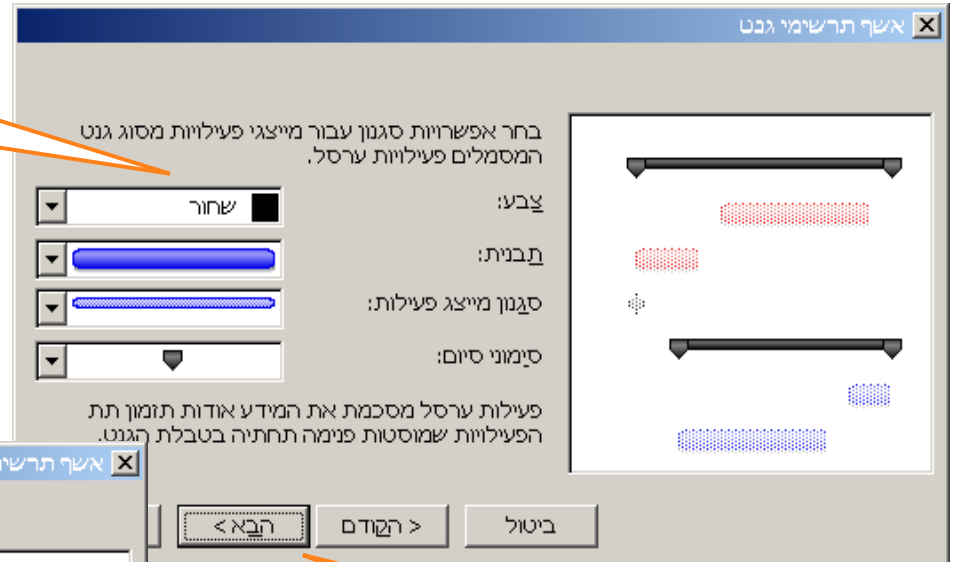 אשף תרשימי גנט
בחר אפשרויות סגנון עבור מייצגי פעילויות מסוג גנט
המסמלים פעילויות ערסל.
צבע:
שחור
תבנית:
סגנון מייצג פעילות:
סימוני סיום:
פעילות ערסל מסכמת את המידע אודות תזמון תת
הפעילויות שמוסטות פנימה תחתיה בטבלת הגנט.
ביטול
< הקודם
הבא >
אשף תרשי